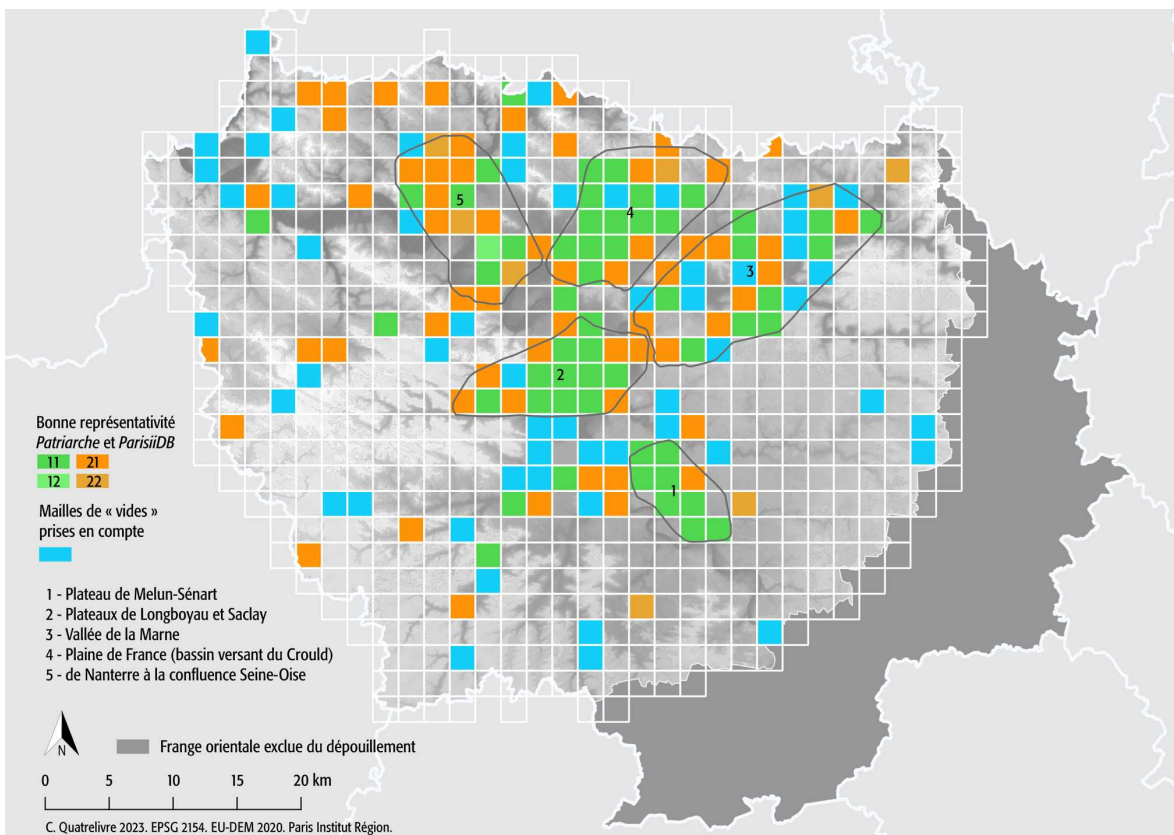 5
4
3
2
1
Bonne représentativité
Patriarche et ParisiiDB
11 21
12 22
Mailles de « vides »
prises en compte
1 - Plateau de Melun-Sénart
2 - Plateaux de Longboyau et Saclay
3 - Vallée de la Marne
4 - Plaine de France (bassin versant du Crould)
5 - de Nanterre à la confluence Seine-Oise
N
Frange orientale exclue du dépouillement
0 5 10 15 20 km
C. Quatrelivre 2023. EPSG 2154. EU-DEM 2020. Paris Institut Région.